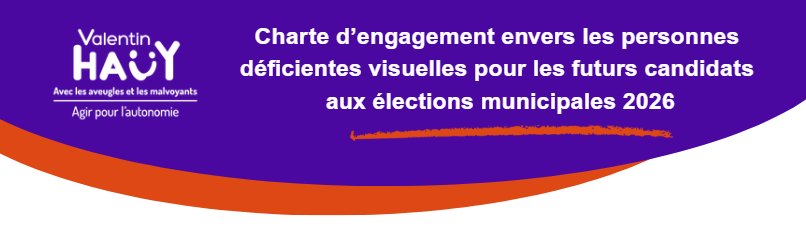 Valentin
HAÜY
Avec les aveugles et les malvoyants
Agir pour l'autonomie
Charte d'engagement envers les personnes
déficientes visuelles pour les futurs candidats
aux élections municipales 2026